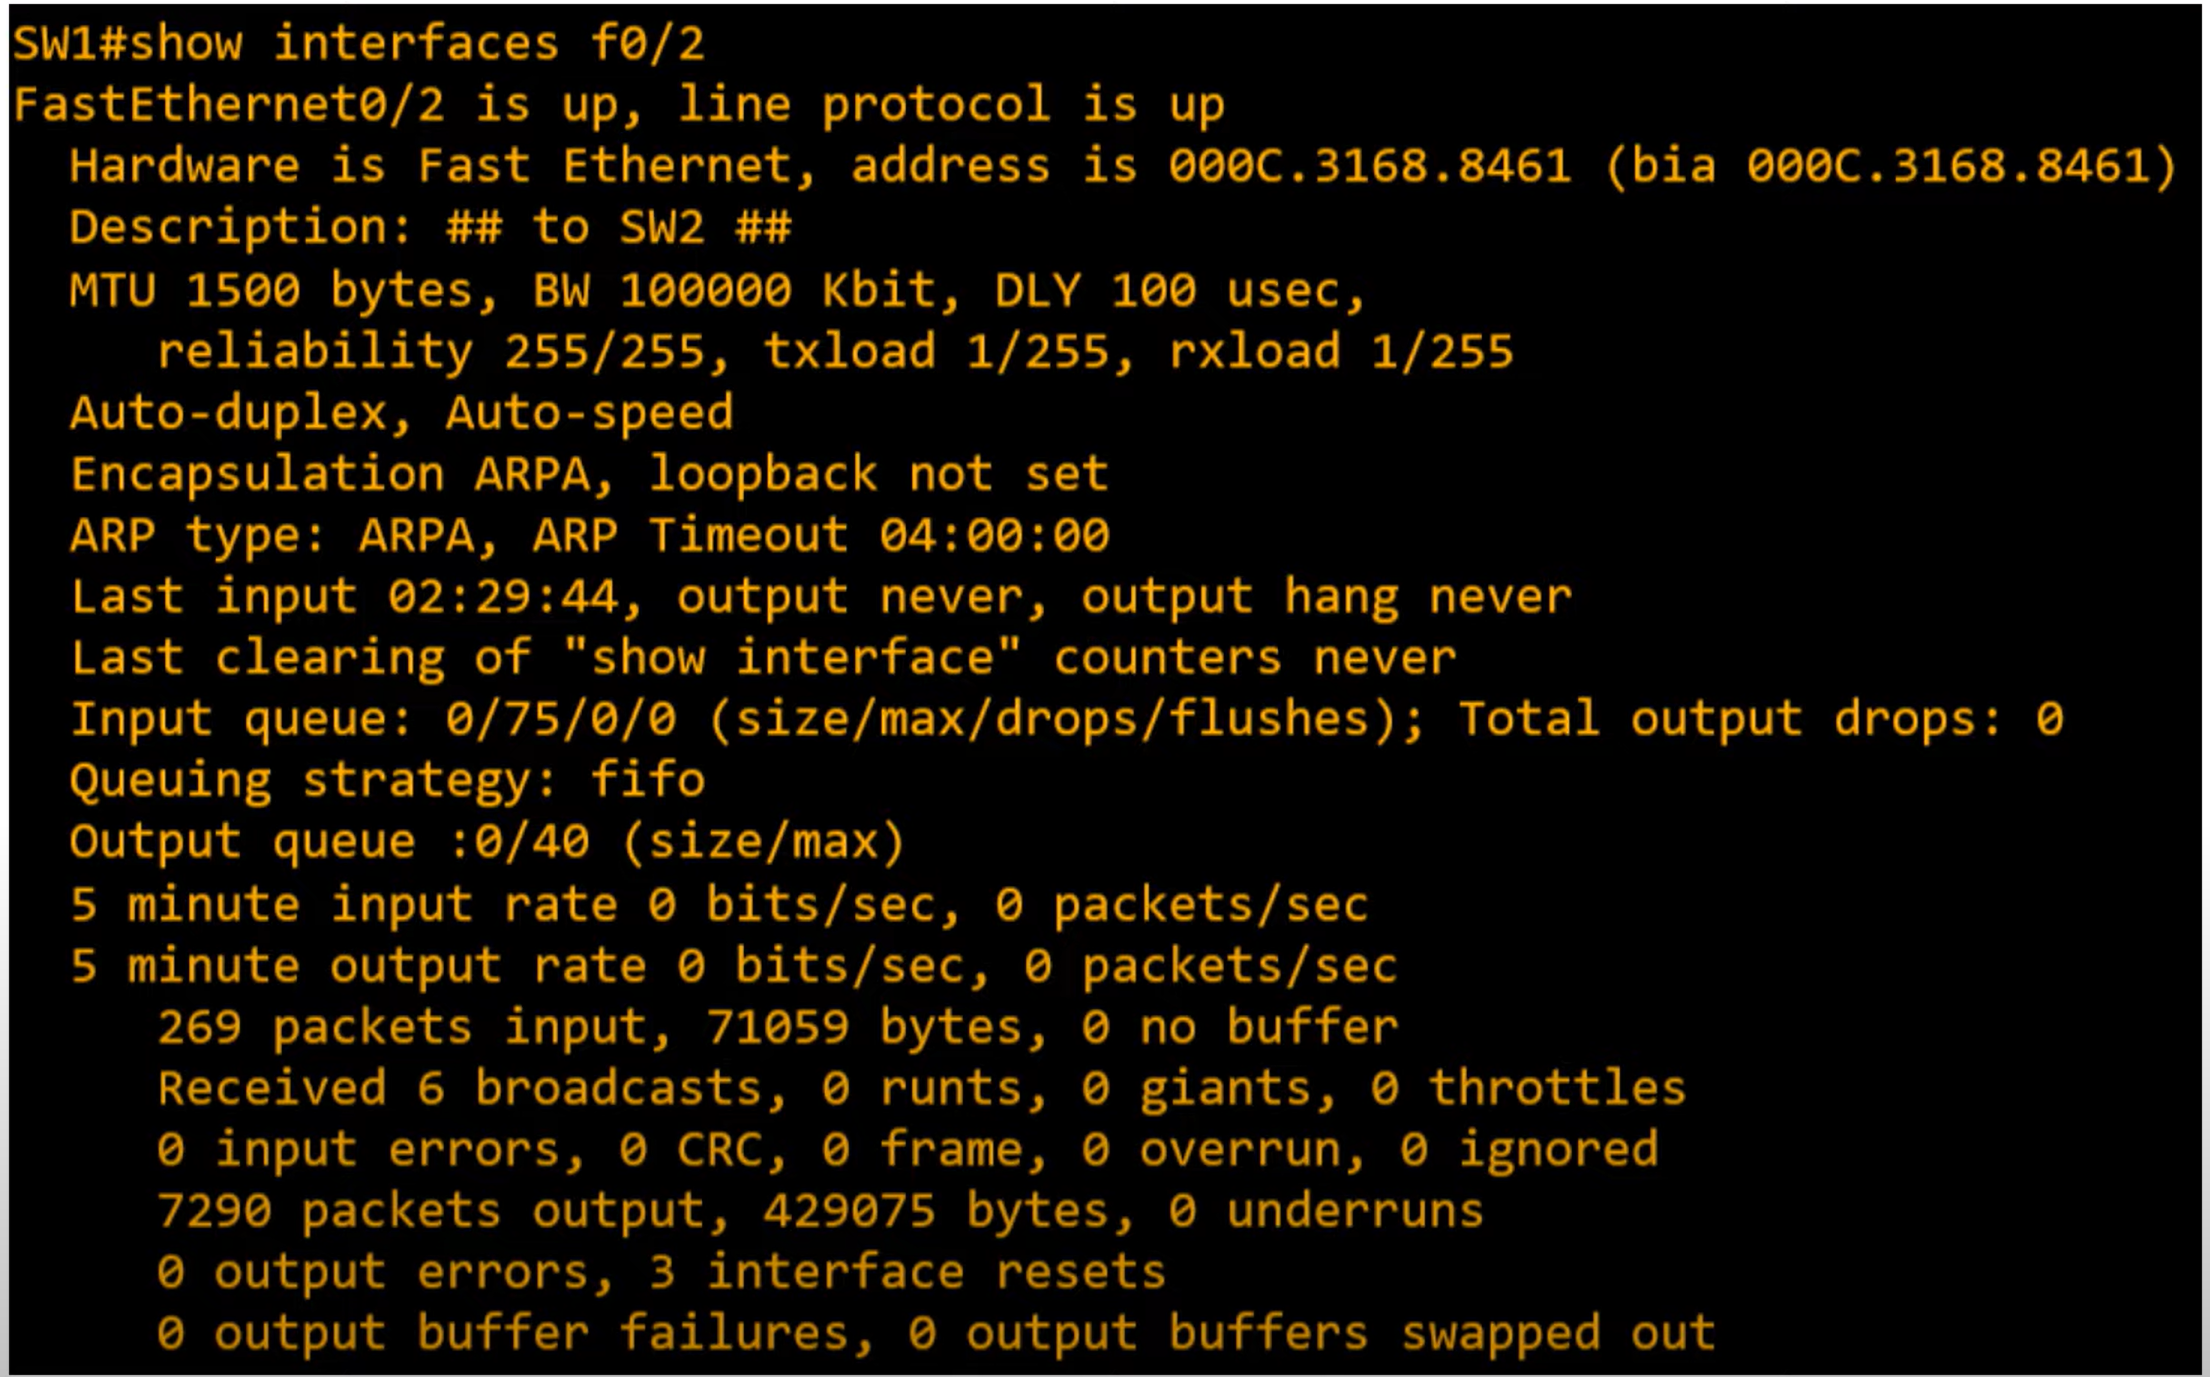 SW1#show interfaces f0/2
FastEthernet0/2 is up, line protocol is up
Hardware is Fast Ethernet, address is 000C.3168.8461 (bia 000C.3168.8461)
Description: ## to SW2 ##
MTU 1500 bytes, BW 100000 Kbit, DLY 100 usec,
reliability 255/255, txload 1/255, rxload 1/255
Auto-duplex, Auto-speed
Encapsulation ARPA, loopback not set
ARP type: ARPA, ARP Timeout 04:00:00
Last input 02:29:44, output never, output hang never
Last clearing of "show interface" counters never
Input queue: 0/75/0/0 (size/max/drops/flushes); Total output drops: 0
Queuing strategy: fifo
Output queue :0/40 (size/max)
5 minute input rate 0 bits/sec, 0 packets/sec
5 minute output rate 0 bits/sec, 0 packets/sec
269 packets input, 71059 bytes, 0 no buffer
Received 6 broadcasts, 0 runts, 0 giants, 0 throttles
0 input errors, 0 CRC, 0 frame, 0 overrun, 0 ignored
7290 packets output, 429075 bytes, 0 underruns
0 output errors, 3 interface resets
0 output buffer failures, 0 output buffers swapped out